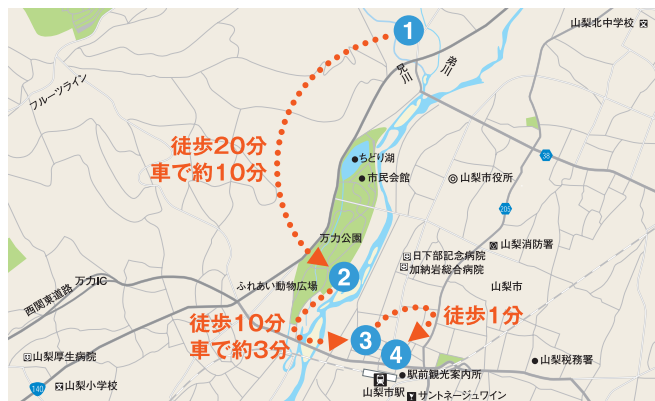 1
山梨北中学校
兄川
弟川
フルーツライン
徒歩20分
車で約10分
ちどり湖
市民会館
38
山梨市役所
205
万力公園
山梨消防署
日下部記念病院
加納岩総合病院
2
万力IC
ふれあい動物広場
山梨市
西関東道路
徒歩10分
車で約3分
徒歩1分
3
4
山梨厚生病院
山梨税務署
駅前観光案内所
140
山梨小学校
山梨市駅
サントネージュワイン